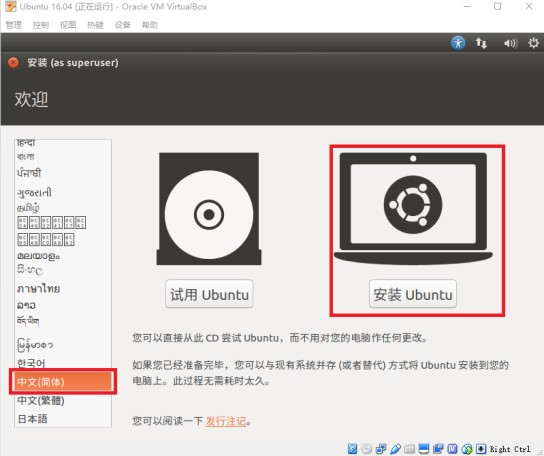 Ubuntu 16.04 [正在运行] - Oracle VM VirtualBox
管理 控制 视图 热键 设备 帮助
安装 (as superuser)
欢迎
हिन्दी
বাংলা
ਪੰਜਾਬੀ
ગુજરાતી
தமிழ்
മലയാളം
සිංහල
ภาษาไทย
ລາວ
བོད་ཡིག
မြန်မာစာ
한국어
中文(简体)
中文(繁體)
日本語
试用 Ubuntu
安装 Ubuntu
您可以直接从此 CD 尝试 Ubuntu，而不用对您的电脑作任何更改。
如果您已经准备完毕，您可以与现有系统并存 (或者替代) 方式将 Ubuntu 安装到您的
电脑上。此过程无需耗时太久。
您可以阅读一下 发行注记。
Right Ctrl